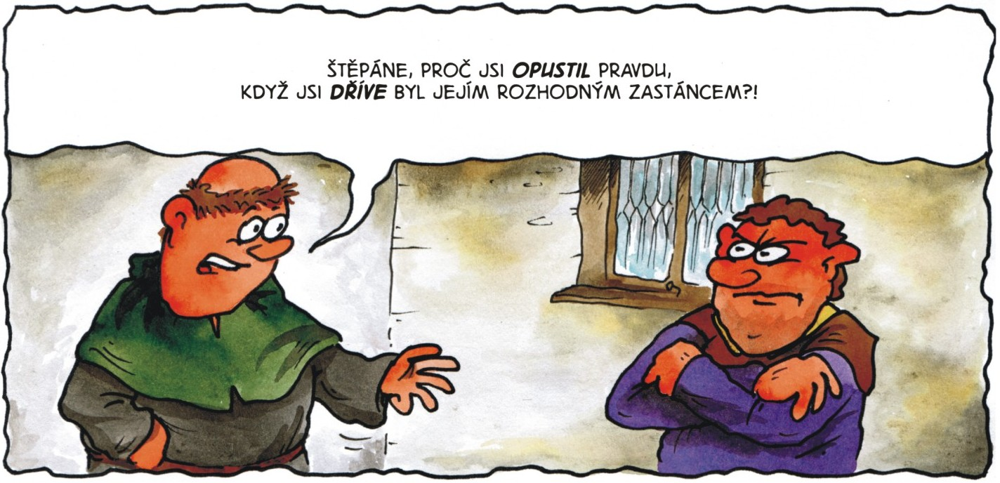 ŠTĚPÁNE, PROČ JSI OPUSTIL PRAVDU,
KDYŽ JSI DŘÍVE BYL JEJÍM ROZHODNÝM ZASTÁNCEM?!